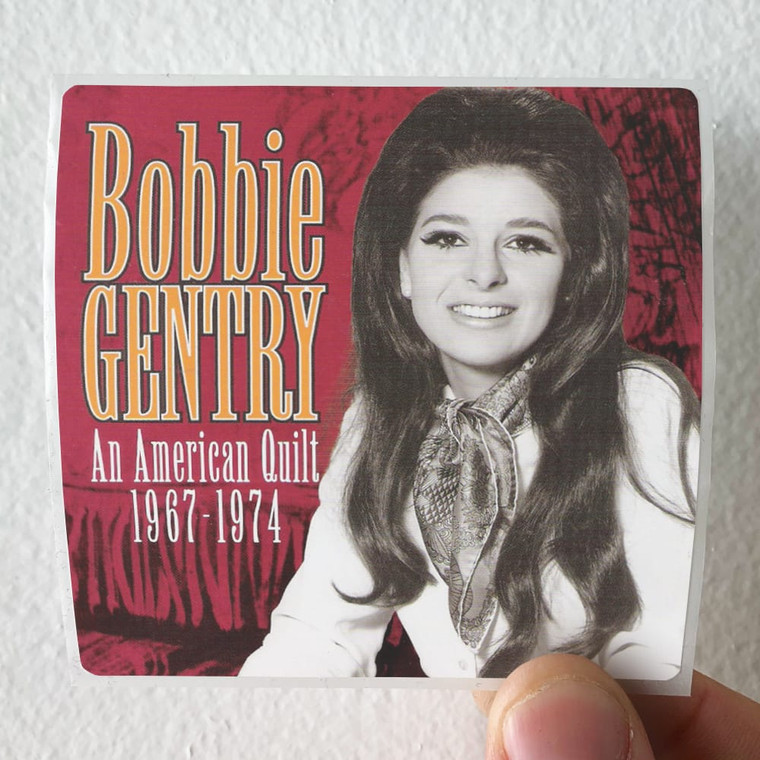 Bobbie
GENTRY
An American Quilt
1967-1974